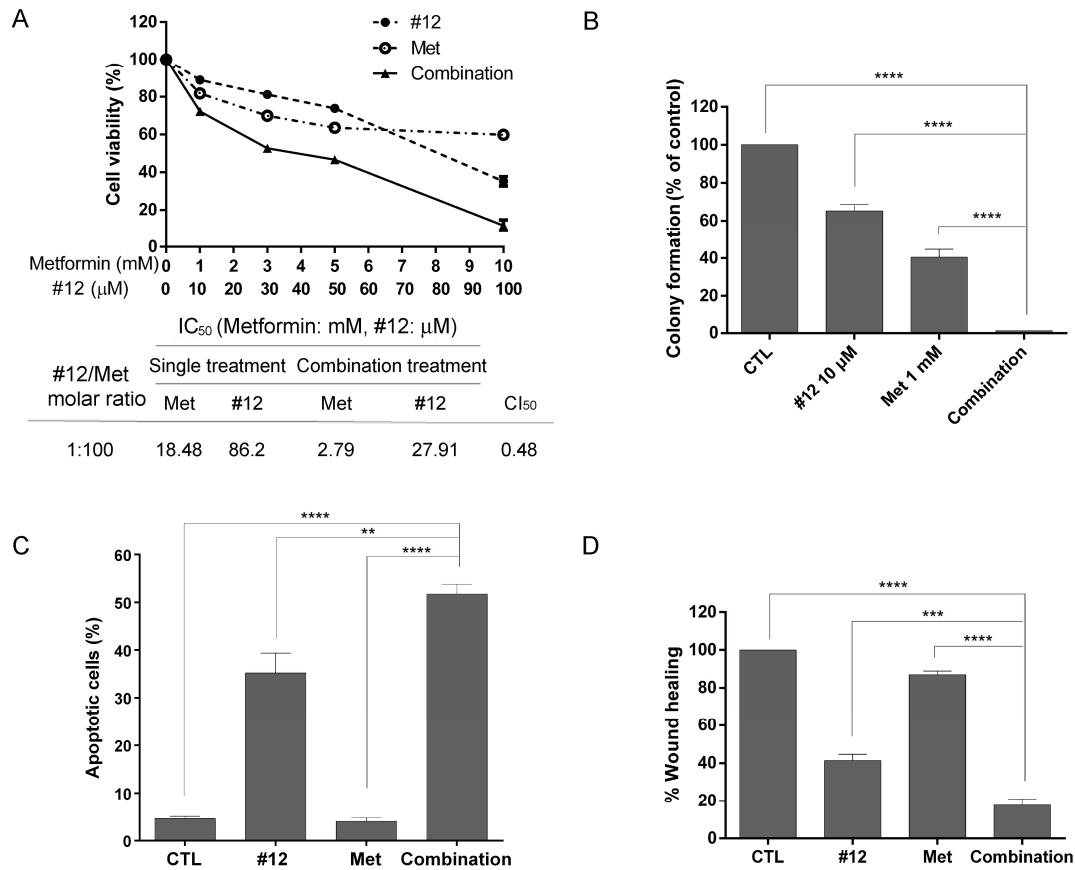 A
#12
Met
Combination
Cell viability (%)
120
100
80
60
40
20
0
Metformin (mM) 0 1 2 3 4 5 6 7 8 9 10
#12 (μM) 0 10 20 30 40 50 60 70 80 90 100
IC50 (Metformin: mM, #12: μM)
#12/Met molar ratio
Single treatment Combination treatment
Met #12 Met #12 CI50
1:100 18.48 86.2 2.79 27.91 0.48
B
****
****
****
Colony formation (% of control)
120
100
80
60
40
20
0
CTL
#12 10 μM
Met 1 mM
Combination
C
****
**
****
Apoptotic cells (%)
60
50
40
30
20
10
0
CTL #12 Met Combination
D
****
***
****
% Wound healing
120
100
80
60
40
20
0
CTL #12 Met Combination